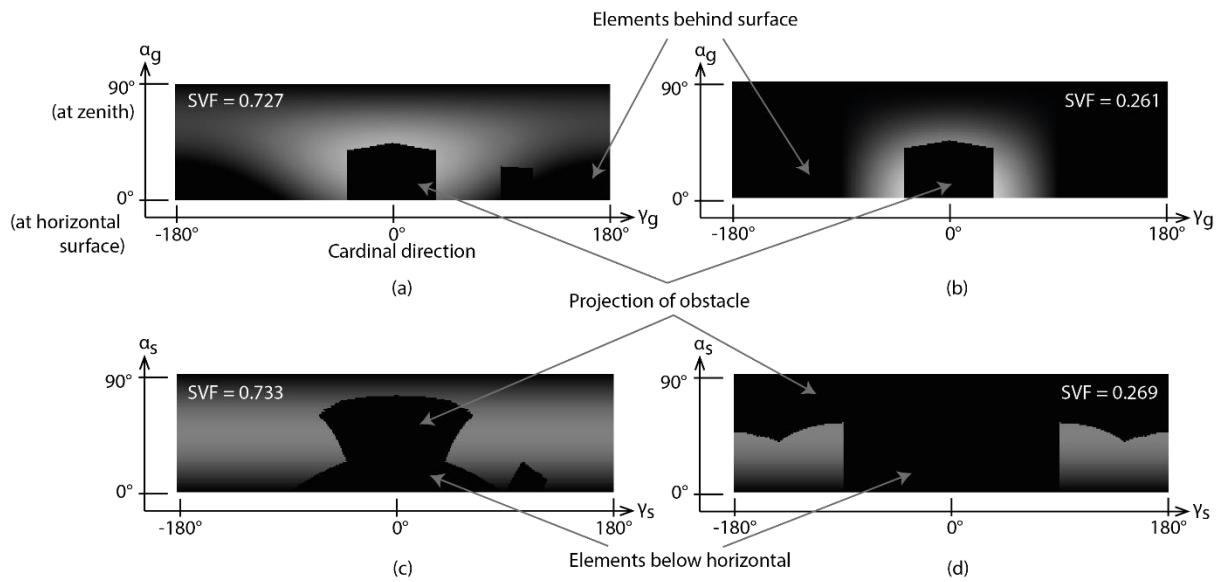 Elements behind surface
αg
90°
(at zenith)
SVF = 0.727
0°
(at horizontal
surface)
-180°
0°
180°
γg
Cardinal direction
(a)
αg
90°
SVF = 0.261
0°
-180°
0°
180°
γg
(b)
Projection of obstacle
αs
90°
SVF = 0.733
0°
-180°
0°
180°
γs
(c)
αs
90°
SVF = 0.269
0°
-180°
0°
180°
γs
(d)
Elements below horizontal